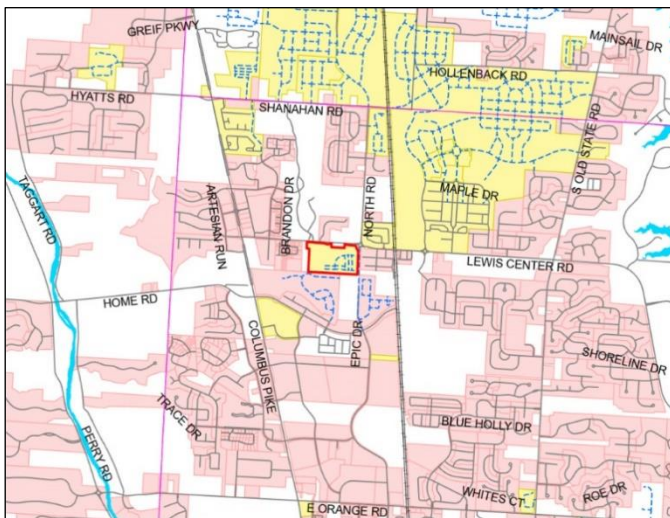 GREIF PKWY
MAINSAIL DR
HOLLENBACK RD
HYATTS RD
SHANAHAN RD
S OLD STATE RD
TAGGART RD
ARTESIAN RUN
BRANDON DR
NORTH RD
MAPLE DR
LEWIS CENTER RD
HOME RD
COLUMBUS PIKE
EPIC DR
SHORELINE DR
TRACE DR
BLUE HOLLY DR
PERRY RD
WHITES CT
ROE DR
E ORANGE RD